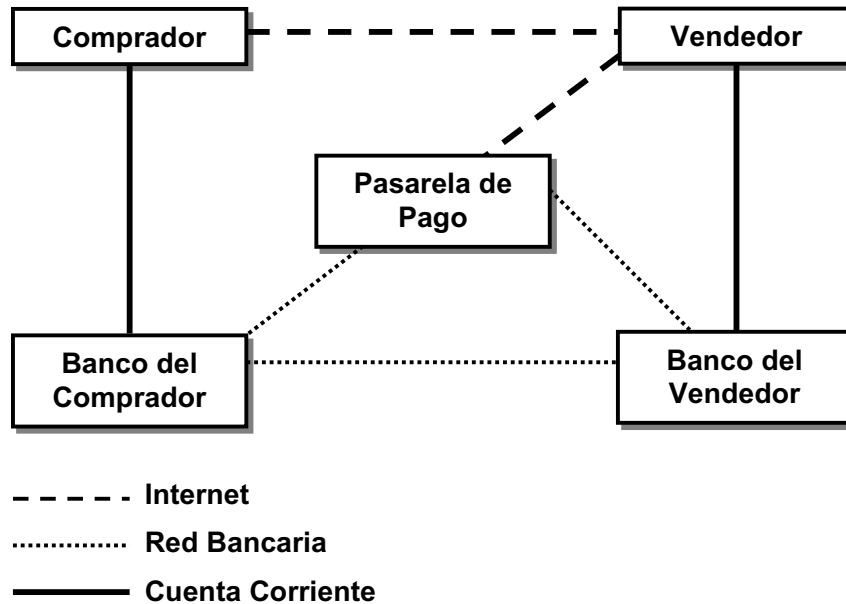 Comprador
Vendedor
Pasarela de
Pago
Banco del
Comprador
Banco del
Vendedor
Internet
Red Bancaria
Cuenta Corriente